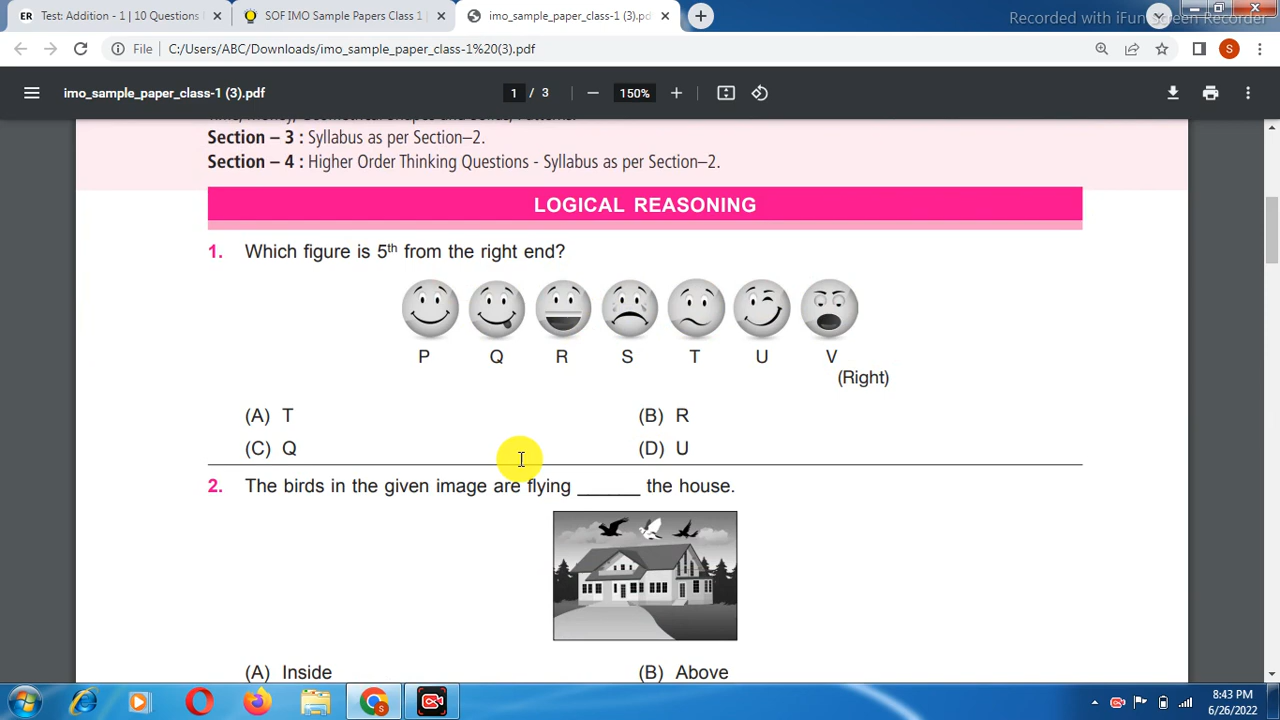 ER Test: Addition - 1 | 10 Questions
SOF IMO Sample Papers Class 1
imo_sample_paper_class-1 (3).pd
Recorded with iFun Screen Recorder
File C:/Users/ABC/Downloads/imo_sample_paper_class-1%20(3).pdf
S
imo_sample_paper_class-1 (3).pdf
1 / 3
150%
Section – 3 : Syllabus as per Section–2.
Section – 4 : Higher Order Thinking Questions - Syllabus as per Section–2.
LOGICAL REASONING
1. Which figure is 5th from the right end?
P Q R S T U V
(Right)
(A) T (B) R
(C) Q (D) U
2. The birds in the given image are flying ______ the house.
(A) Inside (B) Above
8:43 PM
6/26/2022